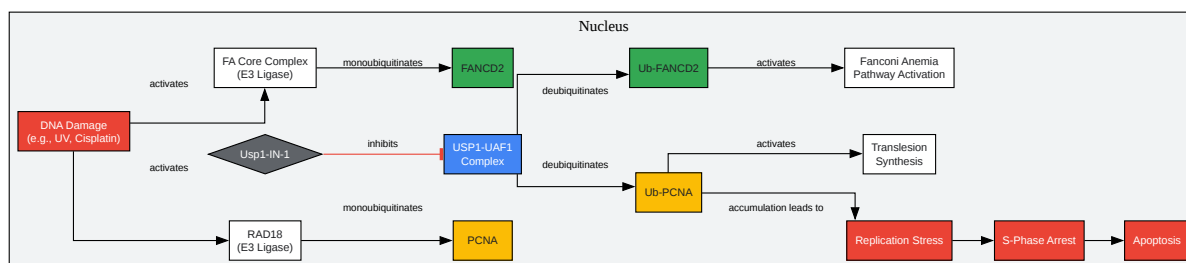 Nucleus
FA Core Complex
(E3 Ligase)
monoubiquitinates
FANCD2
Ub-FANCD2
activates
Fanconi Anemia
Pathway Activation
activates
deubiquitinates
DNA Damage
(e.g., UV, Cisplatin)
Usp1-IN-1
inhibits
USP1-UAF1
Complex
activates
Translesion
Synthesis
activates
deubiquitinates
Ub-PCNA
monoubiquitinates
accumulation leads to
RAD18
(E3 Ligase)
PCNA
Replication Stress
S-Phase Arrest
Apoptosis